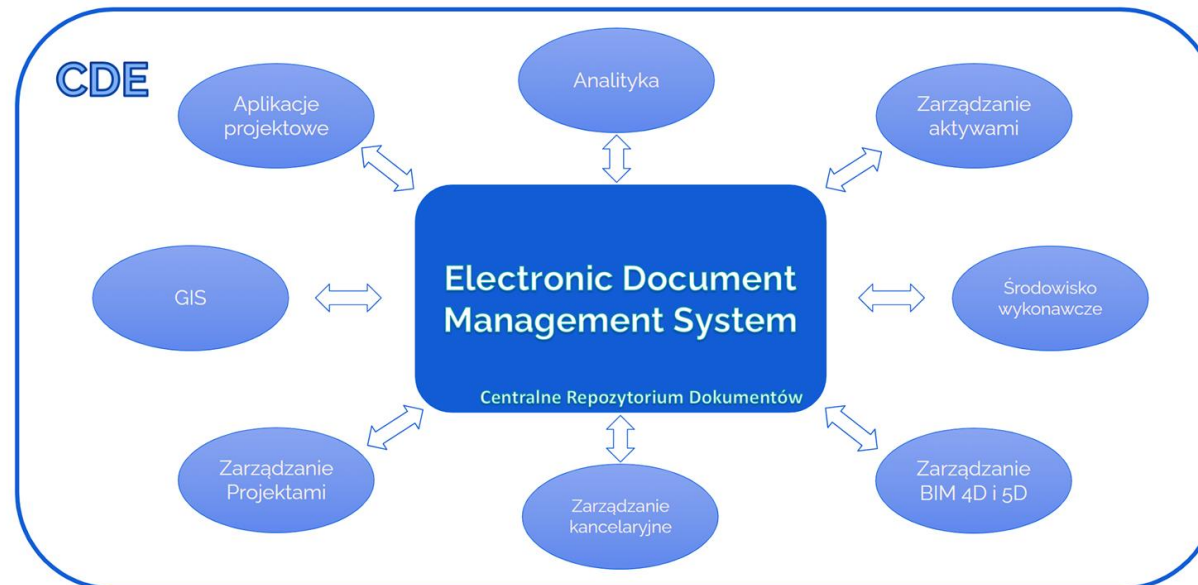 CDE
Aplikacje
projektowe
Analityka
Zarządzanie
aktywami
GIS
Electronic Document
Management System
Centralne Repozytorium Dokumentów
Środowisko
wykonawcze
Zarządzanie
Projektami
Zarządzanie
kancelaryjne
Zarządzanie
BIM 4D i 5D